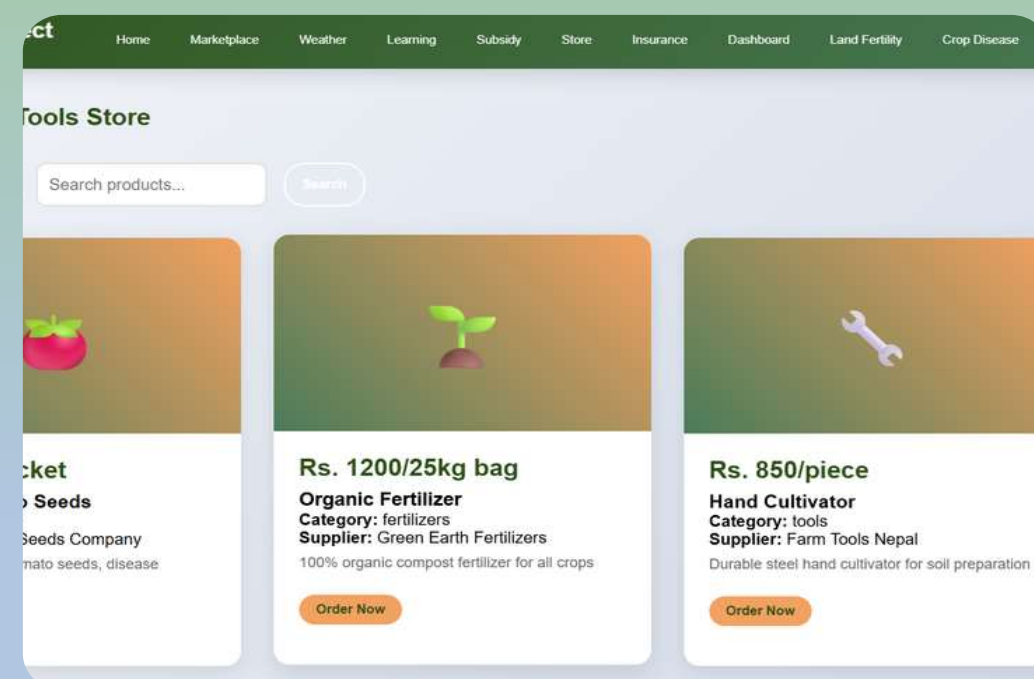 ect
Home Marketplace Weather Learning Subsidy Store Insurance Dashboard Land Fertility Crop Disease
Tools Store
Search products...
Search
cket
Seeds
Seeds Company
mato seeds, disease
Rs. 1200/25kg bag
Organic Fertilizer
Category: fertilizers
Supplier: Green Earth Fertilizers
100% organic compost fertilizer for all crops
Order Now
Rs. 850/piece
Hand Cultivator
Category: tools
Supplier: Farm Tools Nepal
Durable steel hand cultivator for soil preparation
Order Now